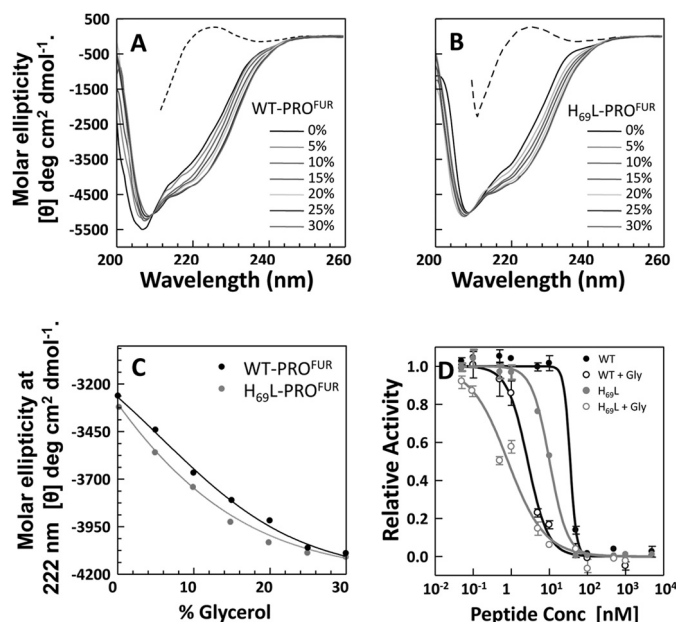 A
B
500
-500
-1500
-2500
-3500
-4500
-5500
Molar ellipticity
[θ] deg cm² dmol⁻¹.
WT-PROᶠᵁᴿ
0%
5%
10%
15%
20%
25%
30%
H₆₉L-PROᶠᵁᴿ
0%
5%
10%
15%
20%
25%
30%
200 220 240 260
200 220 240 260
Wavelength (nm)
Wavelength (nm)
C
WT-PROᶠᵁᴿ
H₆₉L-PROᶠᵁᴿ
-3200
-3450
-3700
-3950
-4200
Molar ellipticity at
222 nm [θ] deg cm² dmol⁻¹.
0 10 20 30
% Glycerol
D
WT
WT + Gly
H₆₉L
H₆₉L + Gly
1.0
0.8
0.6
0.4
0.2
0.0
Relative Activity
10⁻² 10⁻¹ 1 10¹ 10² 10³ 10⁴
Peptide Conc [nM]